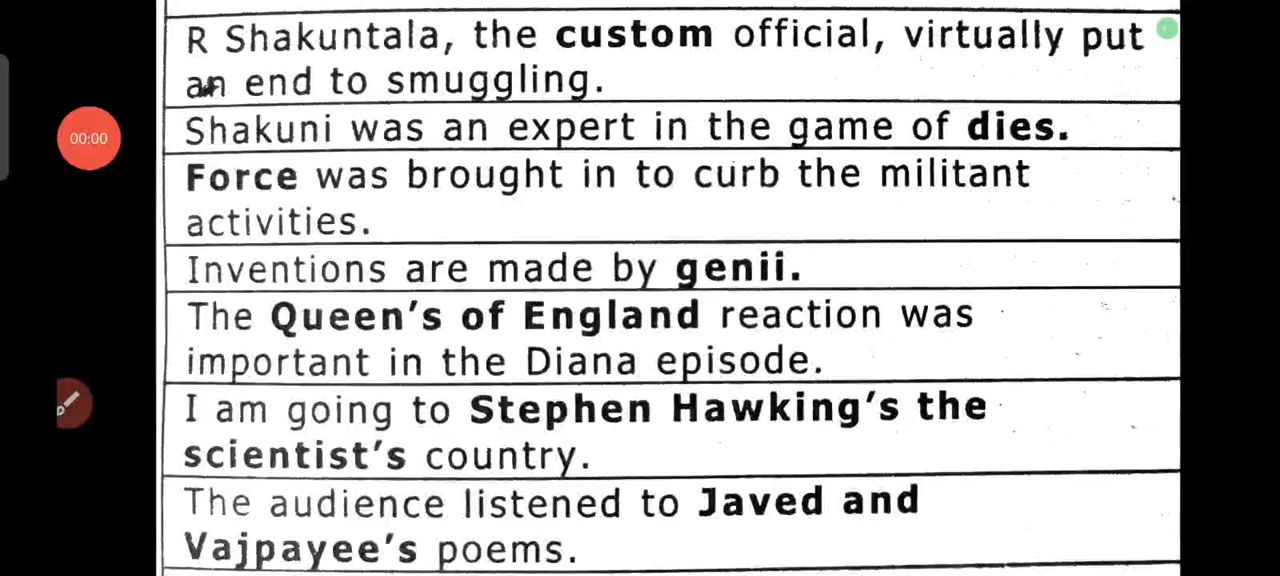 R Shakuntala, the custom official, virtually put
an end to smuggling.
Shakuni was an expert in the game of dies.
00:00
Force was brought in to curb the militant
activities.
Inventions are made by genii.
The Queen's of England reaction was
important in the Diana episode.
I am going to Stephen Hawking's the
scientist's country.
The audience listened to Javed and
Vajpayee's poems.